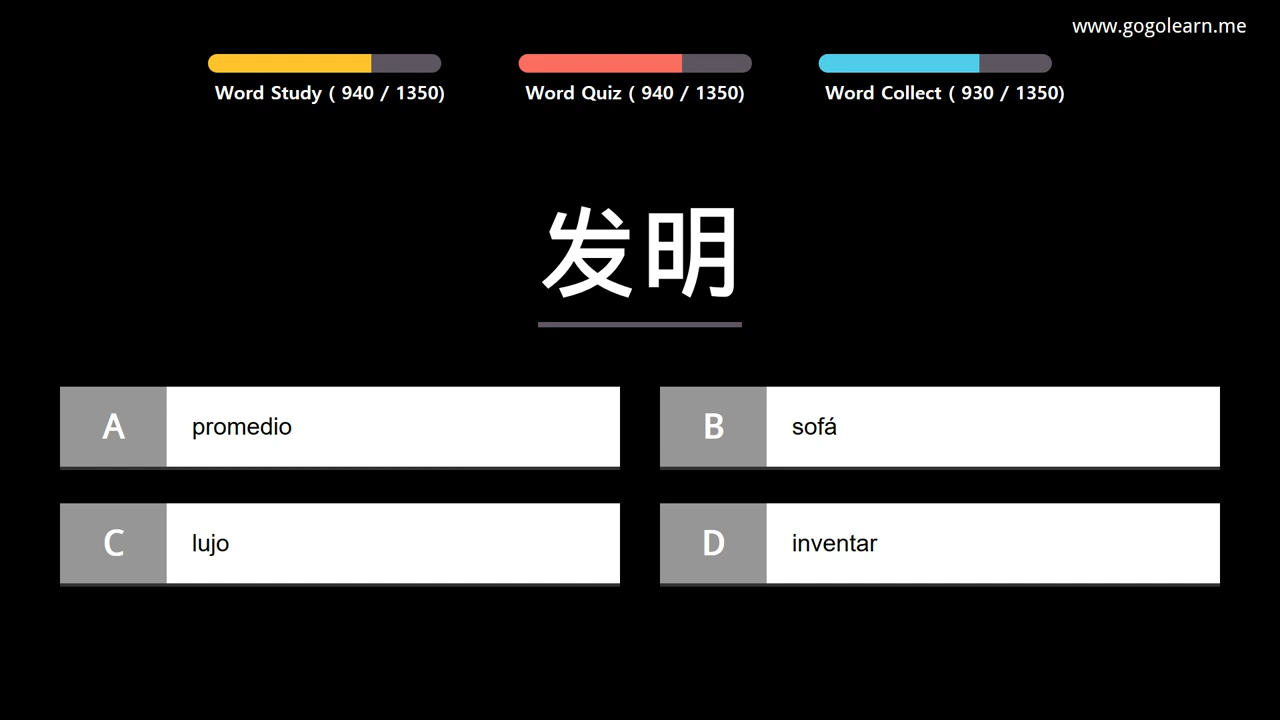 www.gogolearn.me
Word Study ( 940 / 1350)
Word Quiz ( 940 / 1350)
Word Collect ( 930 / 1350)
发明
A
promedio
B
sofá
C
lujo
D
inventar